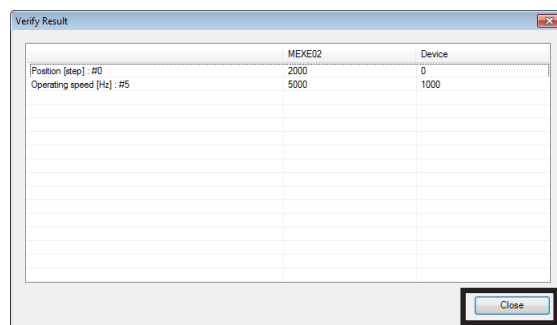 Verify Result
MEXE02 Device
Position [step] : #0 2000 0
Operating speed [Hz] : #5 5000 1000
Close